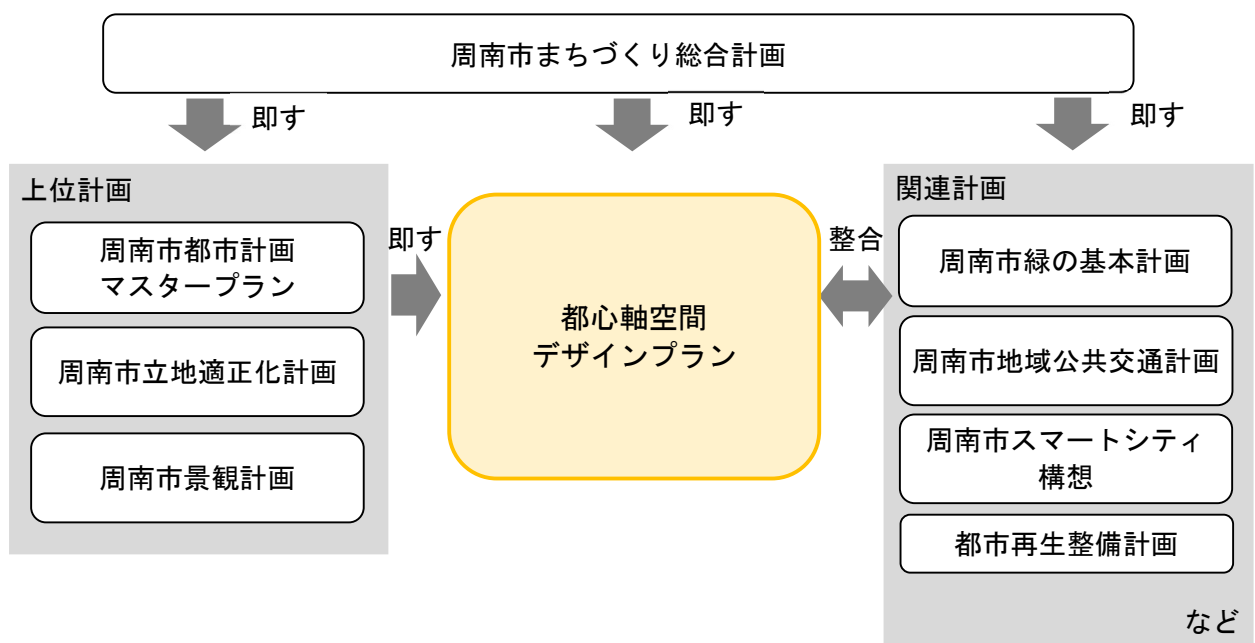 周南市まちづくり総合計画
即す
即す
即す
上位計画
周南市都市計画
マスタープラン
周南市立地適正化計画
周南市景観計画
即す
都心軸空間
デザインプラン
整合
関連計画
周南市緑の基本計画
周南市地域公共交通計画
周南市スマートシティ
構想
都市再生整備計画
など